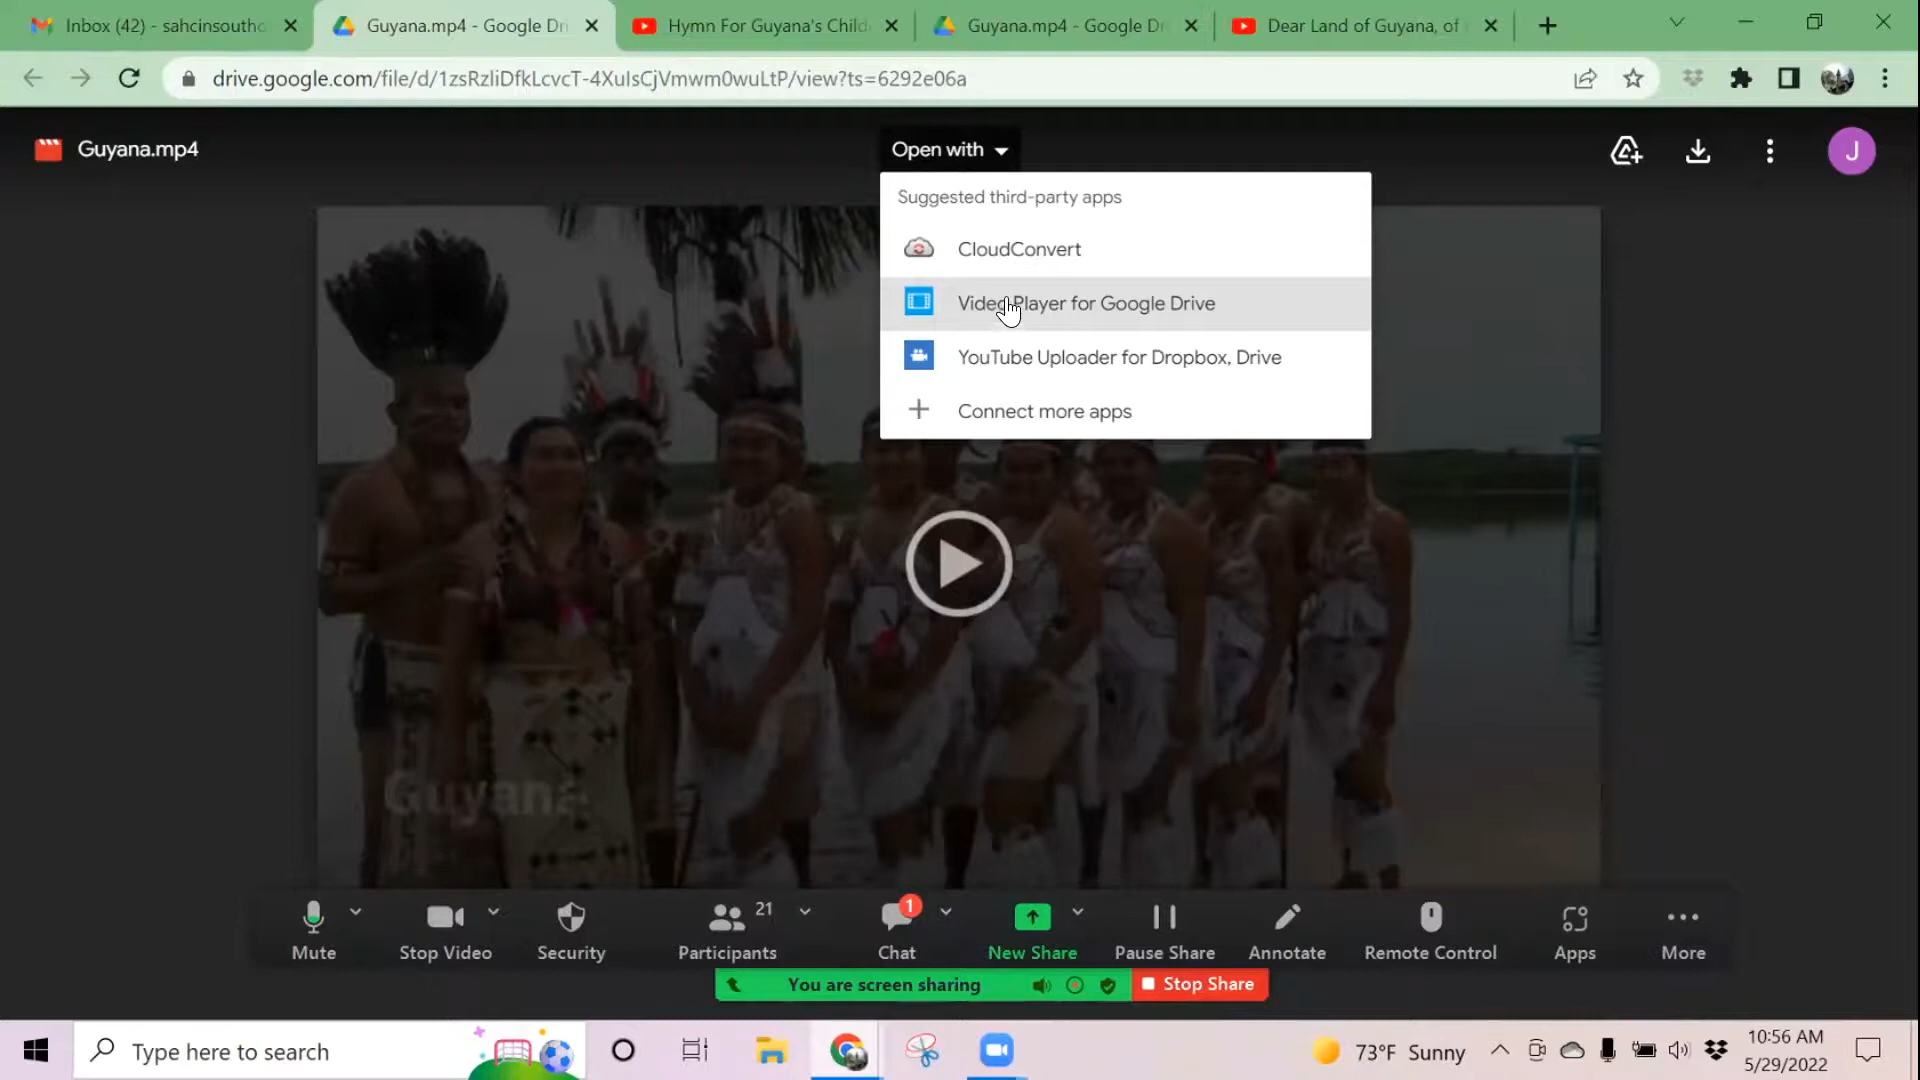 Inbox (42) - sahcinsouthc
Guyana.mp4 - Google Dri
Hymn For Guyana's Child
Guyana.mp4 - Google Dr
Dear Land of Guyana, of
drive.google.com/file/d/1zsRzliDfkLcvcT-4XuIsCjVmwm0wuLtP/view?ts=6292e06a
Guyana.mp4
Open with
J
Suggested third-party apps
CloudConvert
Video Player for Google Drive
YouTube Uploader for Dropbox, Drive
Connect more apps
Guyana
21
1
Mute
Stop Video
Security
Participants
Chat
New Share
Pause Share
Annotate
Remote Control
Apps
More
You are screen sharing
Stop Share
Type here to search
73°F Sunny
10:56 AM
5/29/2022